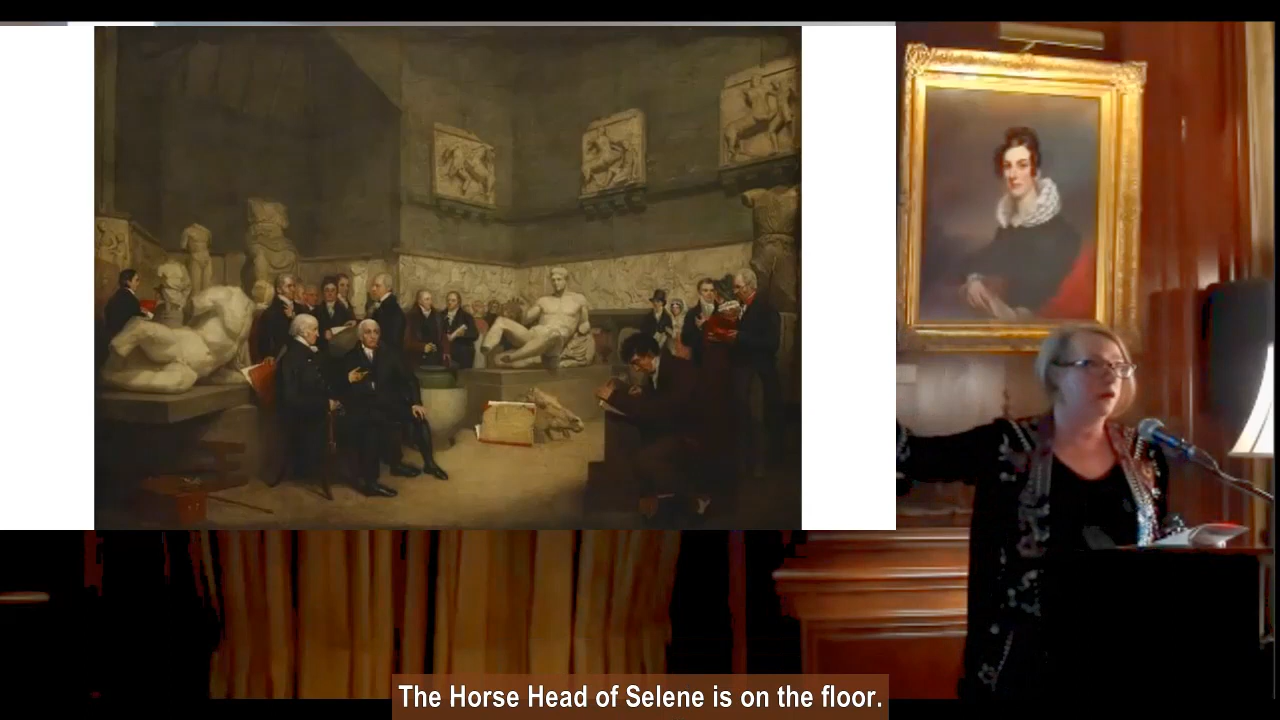 The Horse Head of Selene is on the floor.